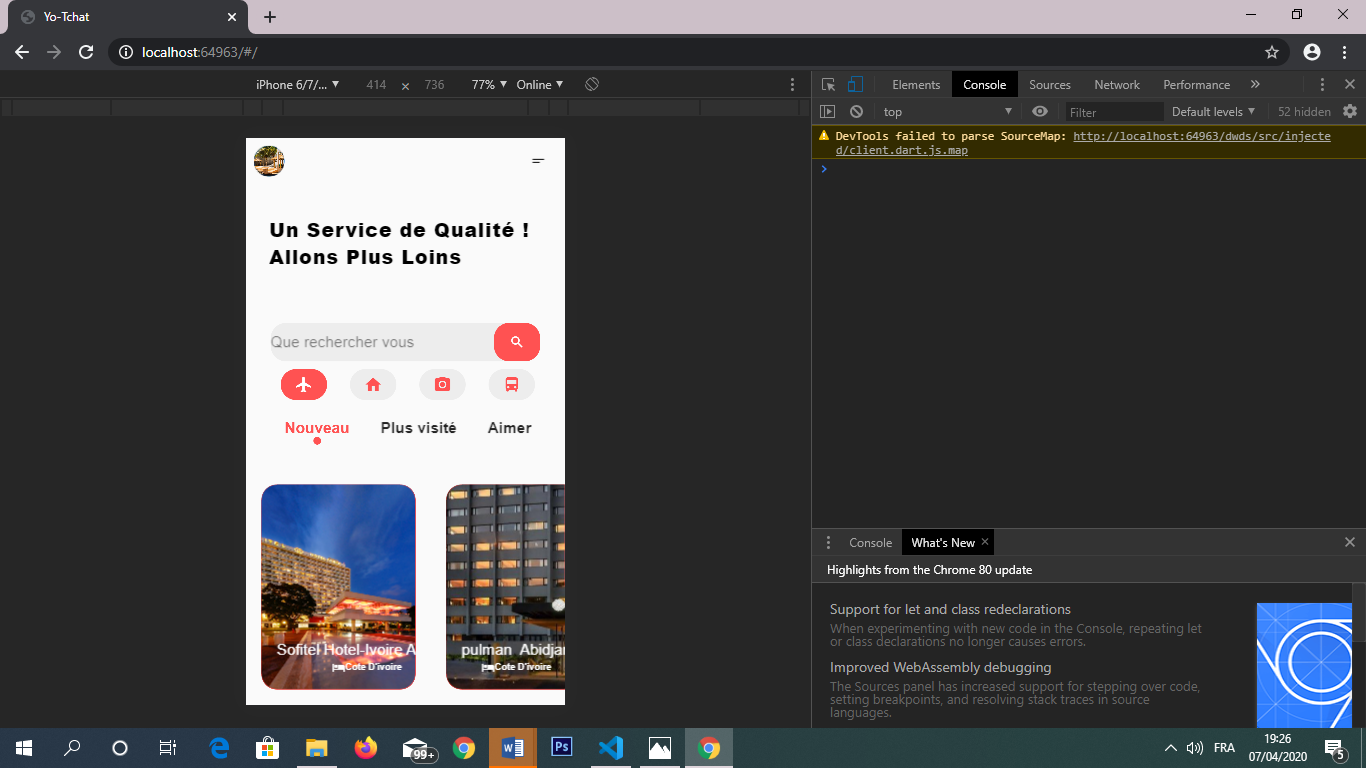 Yo-Tchat
localhost:64963/#/
iPhone 6/7/... ▼ 414 × 736 77% ▼ Online ▼
Elements Console Sources Network Performance »
top ▼ Filter Default levels ▼ 52 hidden
DevTools failed to parse SourceMap: http://localhost:64963/dwds/src/injecte
d/client.dart.js.map
Un Service de Qualité !
Allons Plus Loins
Que rechercher vous
Nouveau Plus visité Aimer
Sofitel Hotel-Ivoire A
Cote D'ivoire
pulman Abidja
Cote D'ivoire
Console What's New ×
Highlights from the Chrome 80 update
Support for let and class redeclarations
When experimenting with new code in the Console, repeating let
or class declarations no longer causes errors.
Improved WebAssembly debugging
The Sources panel has increased support for stepping over code,
setting breakpoints, and resolving stack traces in source
languages.
99+
W
Ps
FRA
19:26
07/04/2020
5